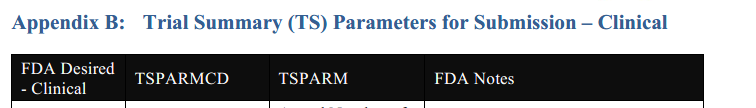 Appendix B: Trial Summary (TS) Parameters for Submission – Clinical
FDA Desired - Clinical TSPARMCD TSPARM FDA Notes